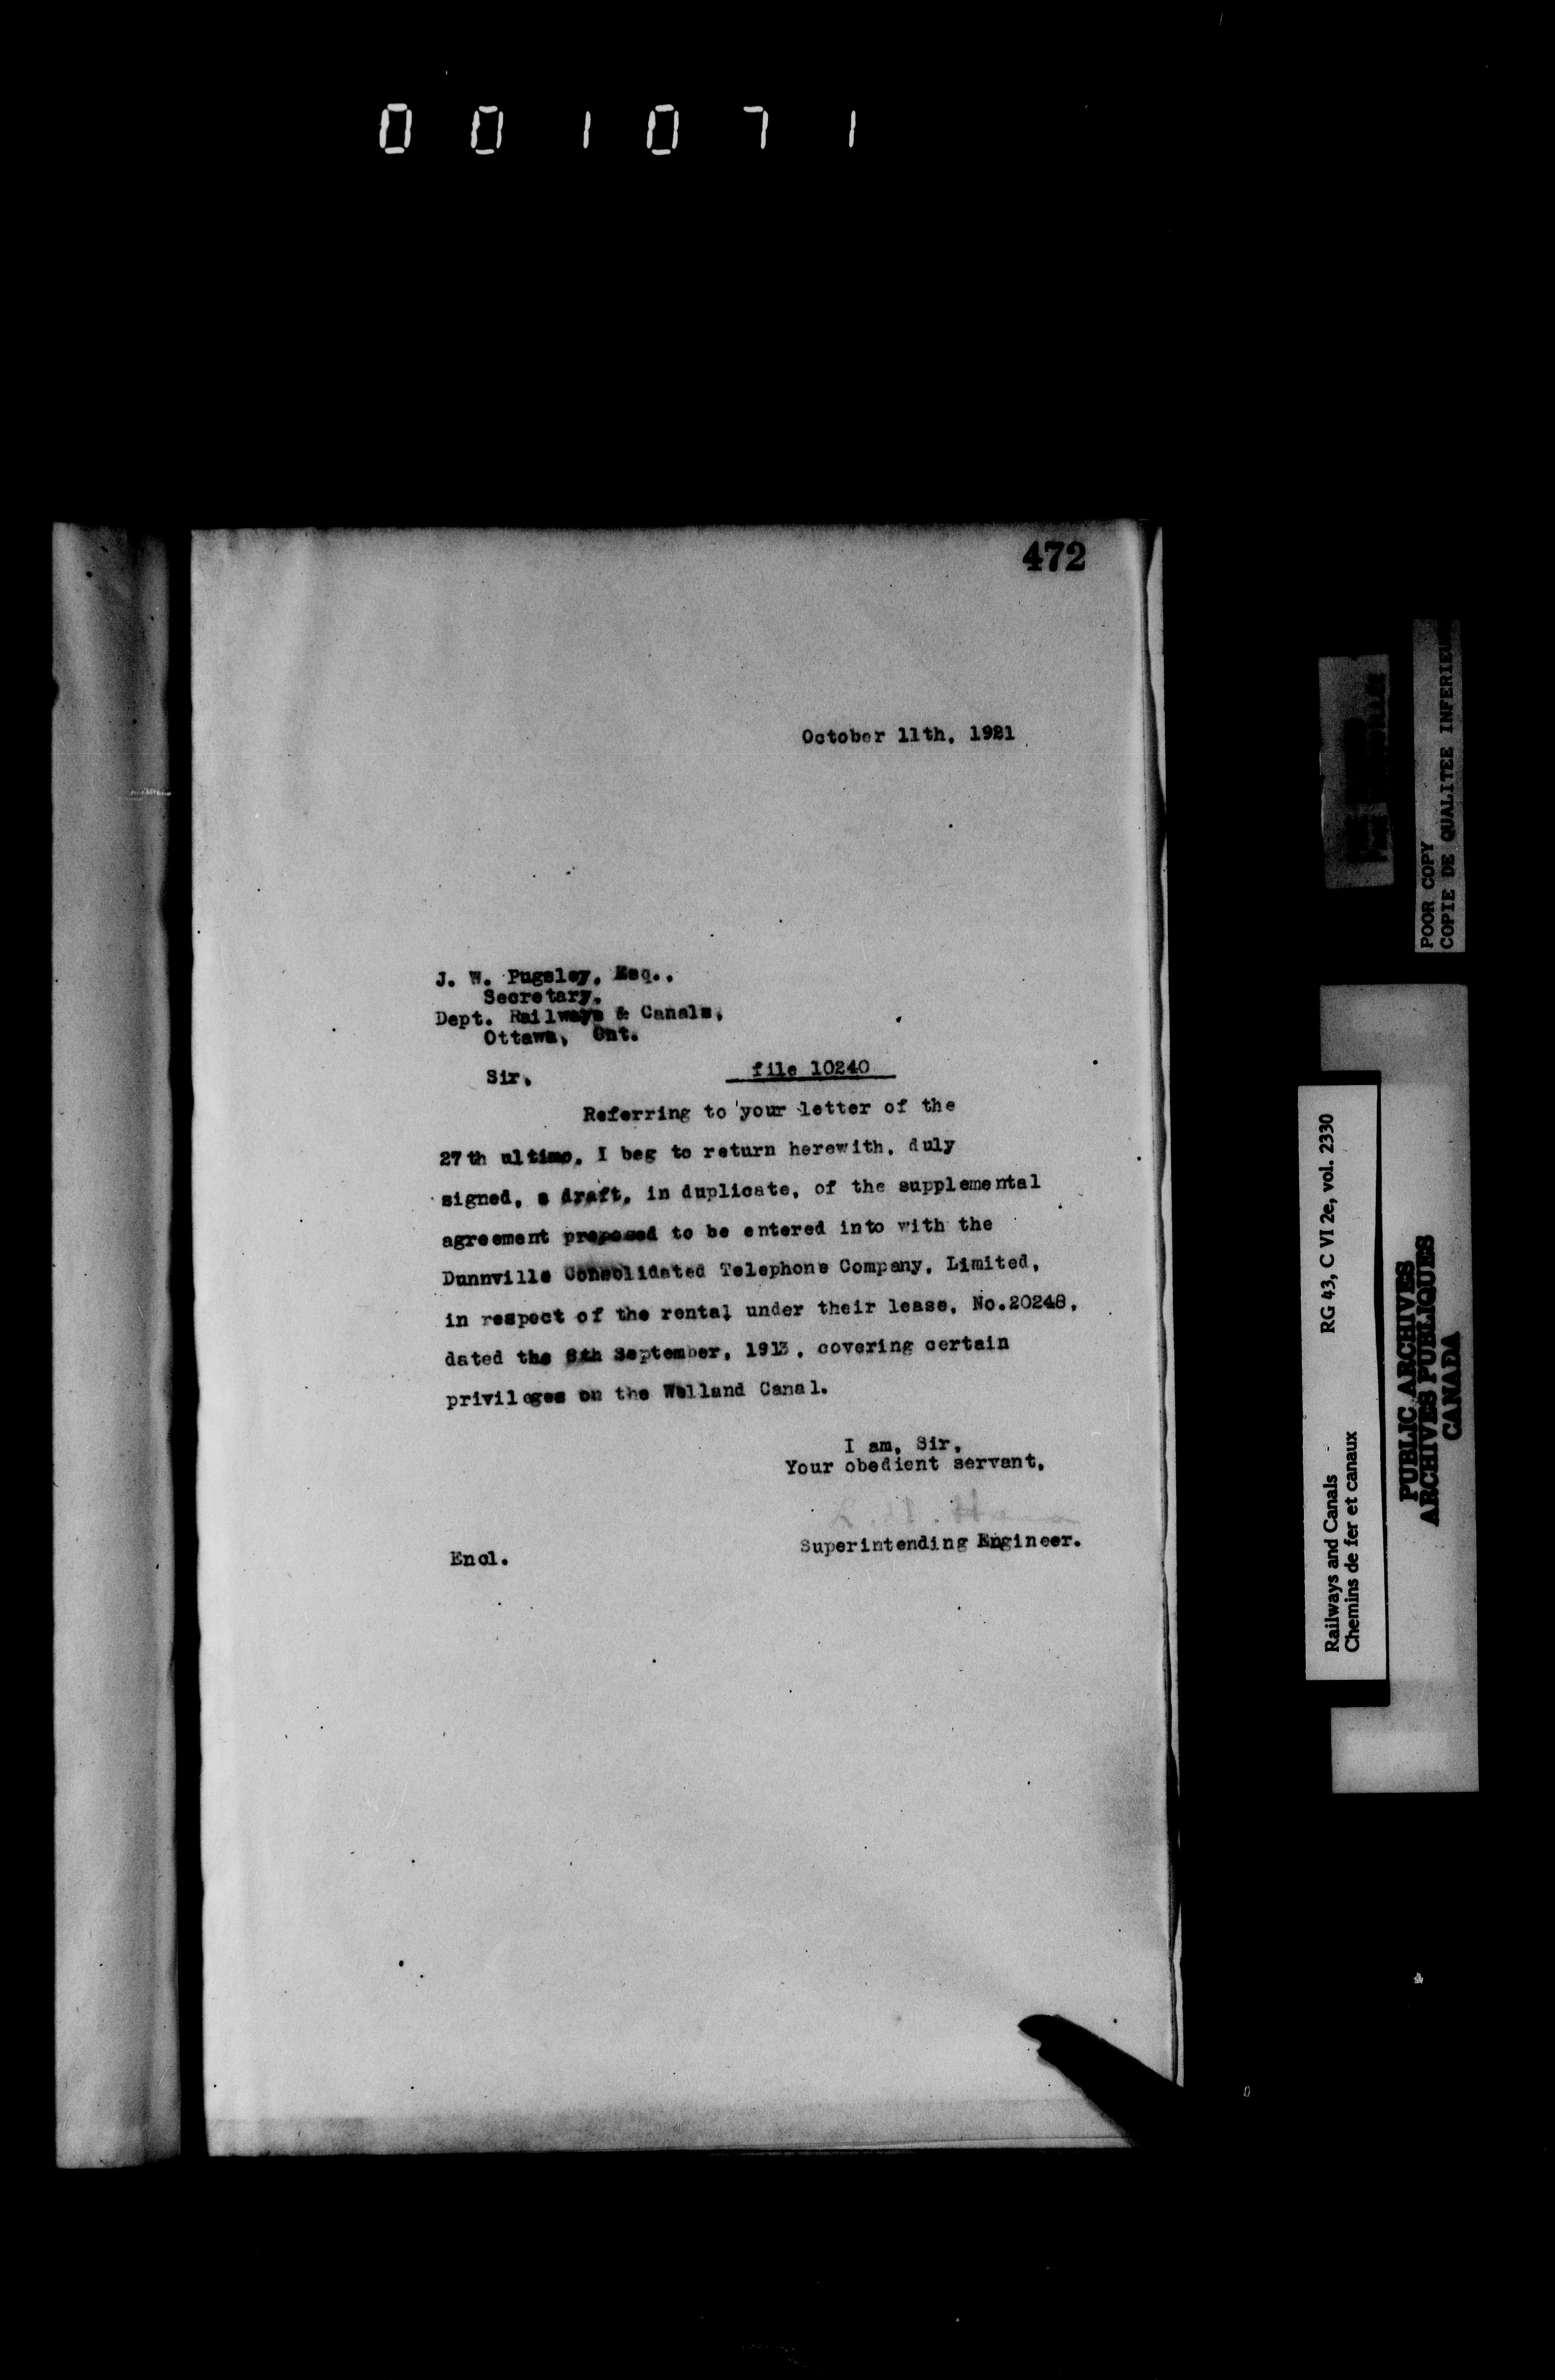 001071
472
October 11th, 1921
J. W. Pugsley, Esq.,
Secretary,
Dept. Railways & Canals,
Ottawa, Ont.
Sir,
file 10240
Referring to your letter of the
27th ultimo, I beg to return herewith, duly
signed, a draft, in duplicate, of the supplemental
agreement proposed to be entered into with the
Dunnville Consolidated Telephone Company, Limited,
in respect of the rental under their lease, No.20248,
dated the 8th September, 1913, covering certain
privileges on the Welland Canal.
I am, Sir,
Your obedient servant,
Superintending Engineer.
Encl.
POOR COPY
COPIE DE QUALITEE INFERIEU
RG 43, C VI 2e, vol. 2330
Railways and Canals
Chemins de fer et canaux
PUBLIC ARCHIVES
ARCHIVES PUBLIQUES
CANADA